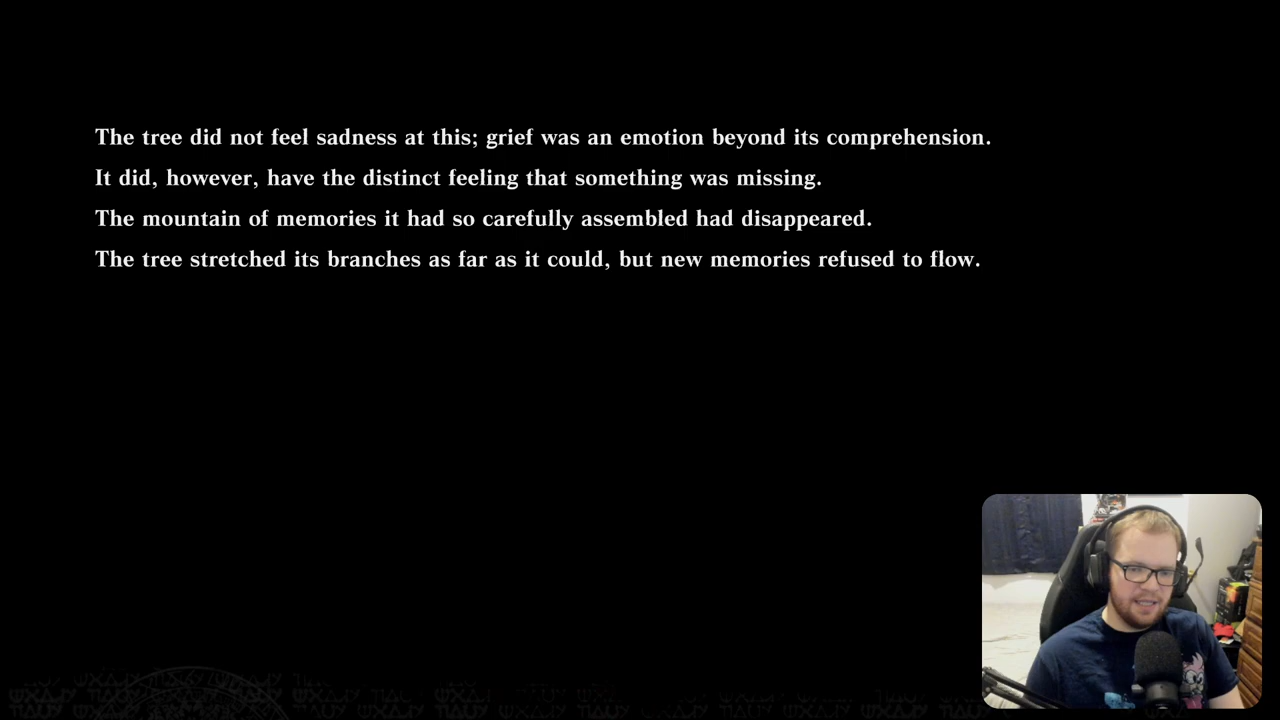 The tree did not feel sadness at this; grief was an emotion beyond its comprehension.
It did, however, have the distinct feeling that something was missing.
The mountain of memories it had so carefully assembled had disappeared.
The tree stretched its branches as far as it could, but new memories refused to flow.